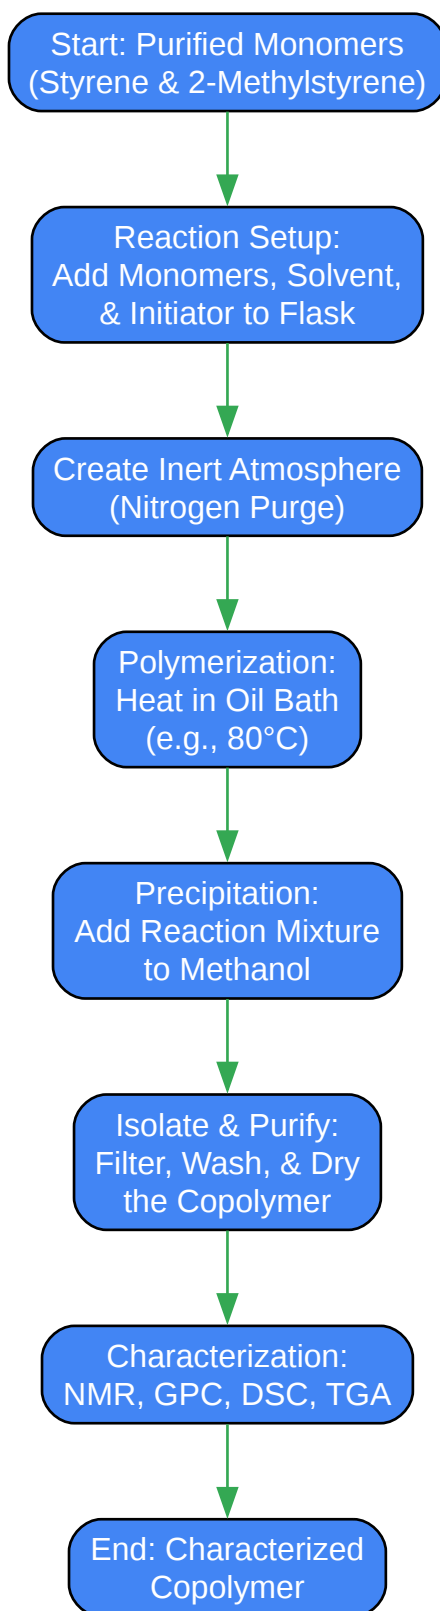 Start: Purified Monomers
(Styrene & 2-Methylstyrene)
Reaction Setup:
Add Monomers, Solvent,
& Initiator to Flask
Create Inert Atmosphere
(Nitrogen Purge)
Polymerization:
Heat in Oil Bath
(e.g., 80°C)
Precipitation:
Add Reaction Mixture
to Methanol
Isolate & Purify:
Filter, Wash, & Dry
the Copolymer
Characterization:
NMR, GPC, DSC, TGA
End: Characterized
Copolymer